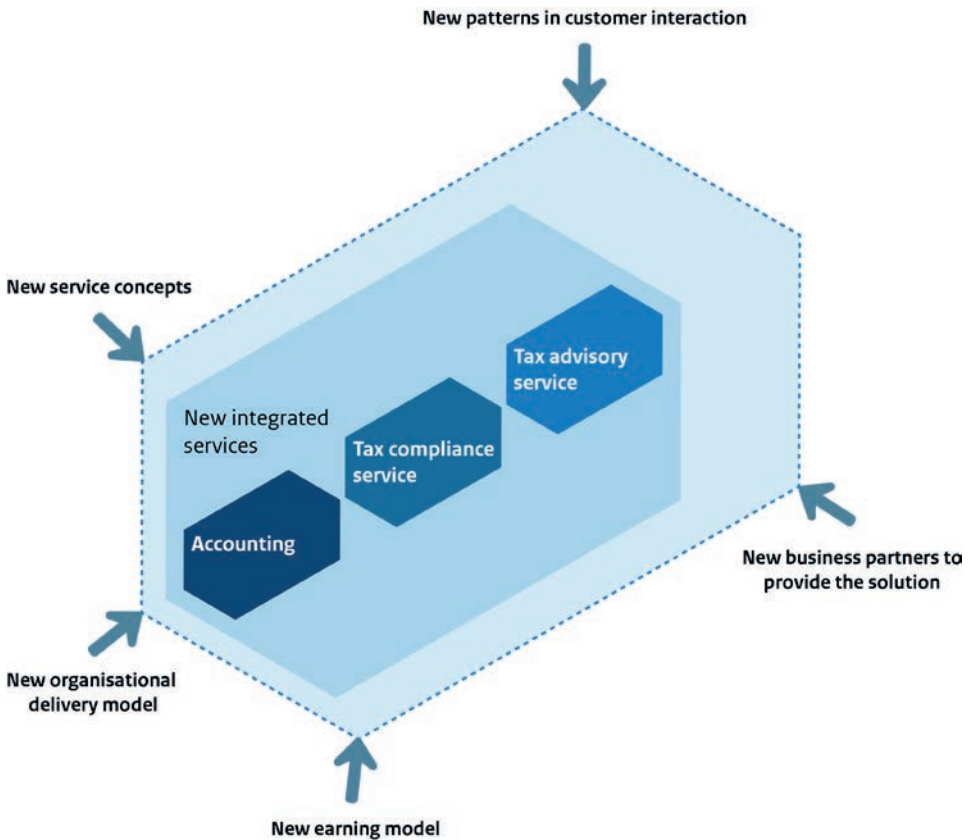 New patterns in customer interaction
New service concepts
Tax advisory
service
New integrated
services
Tax compliance
service
Accounting
New business partners to
provide the solution
New organisational
delivery model
New earning model